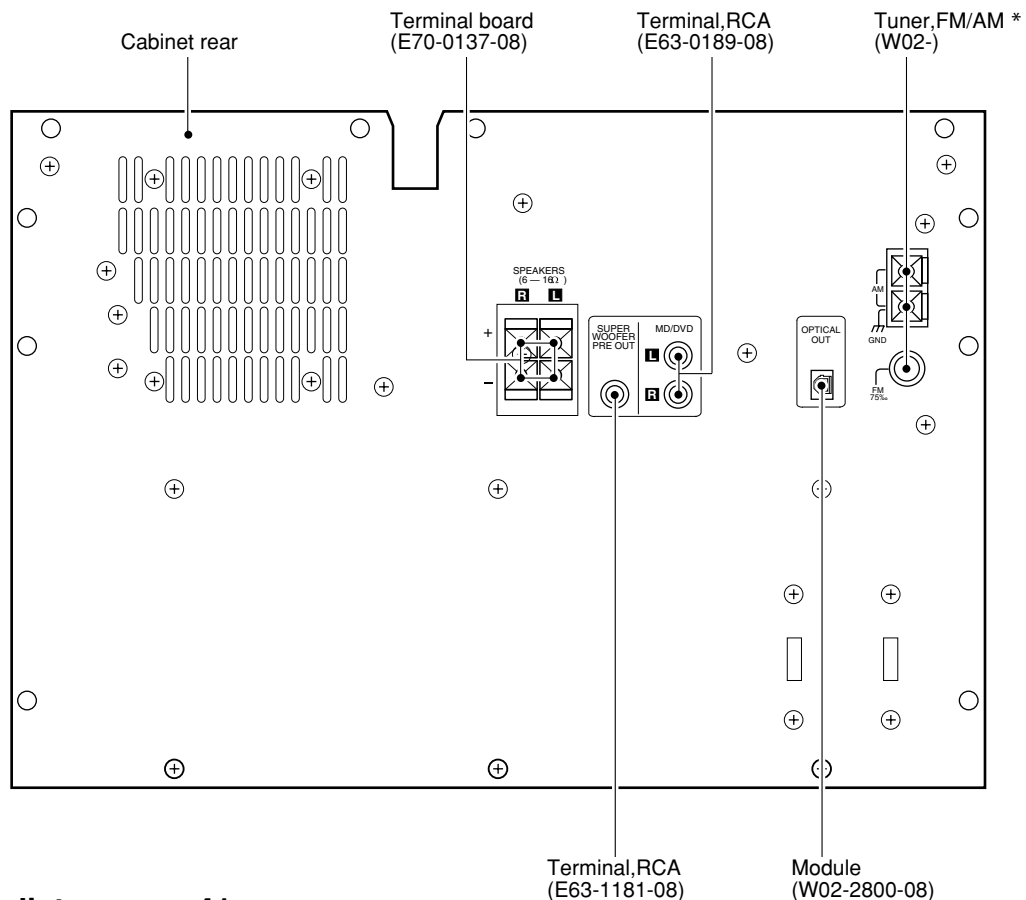 Cabinet rear
Terminal board
(E70-0137-08)
Terminal,RCA
(E63-0189-08)
Tuner,FM/AM *
(W02-)
SPEAKERS
(6 — 16Ω )
R L
+
−
SUPER
WOOFER
PRE OUT
MD/DVD
L
R
OPTICAL
OUT
AM
GND
FM
75‰
Terminal,RCA
(E63-1181-08)
Module
(W02-2800-08)